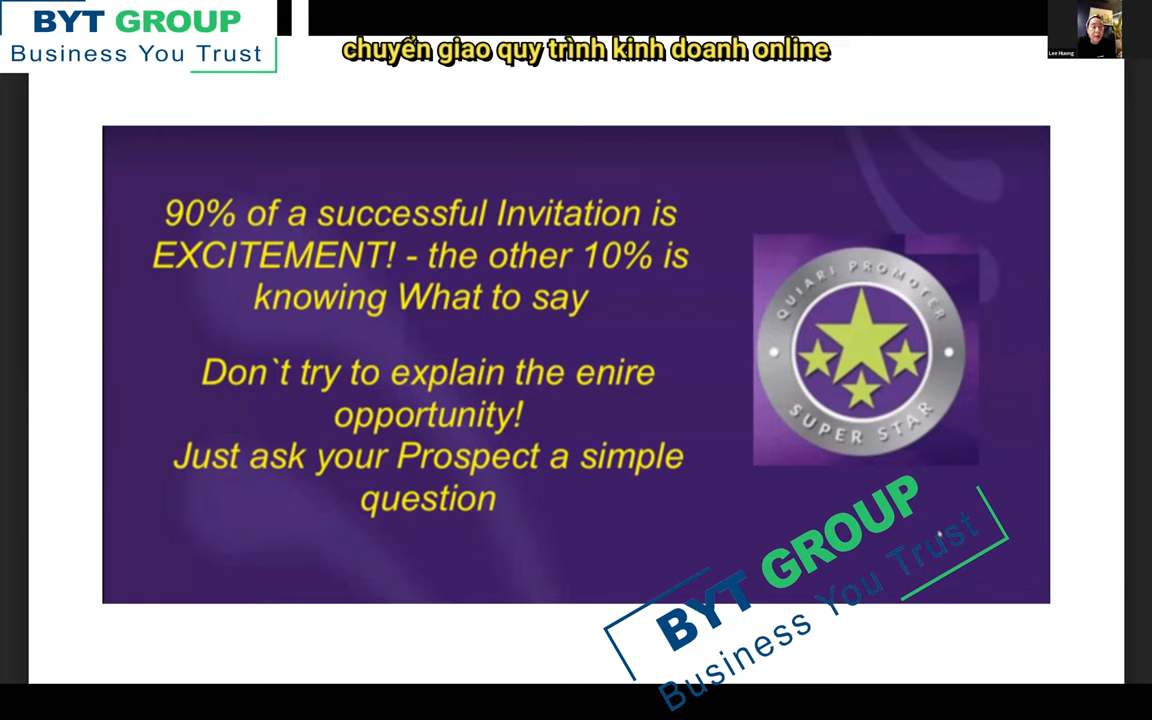 BYT GROUP
Business You Trust
chuyển giao quy trình kinh doanh online
Lee Huong
90% of a successful Invitation is
EXCITEMENT! - the other 10% is
knowing What to say
Don`t try to explain the enire
opportunity!
Just ask your Prospect a simple
question
QUIARI PROMOTER
SUPER STAR
BYT GROUP
Business You Trust